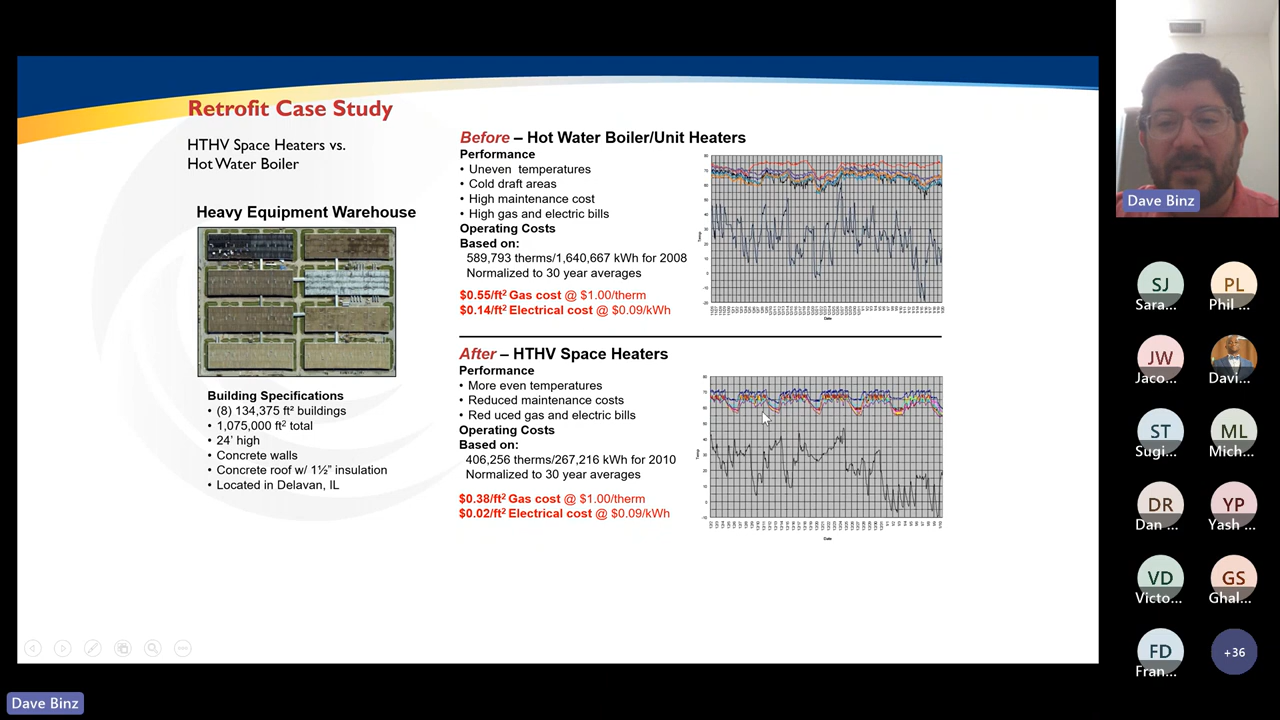 Retrofit Case Study
HTHV Space Heaters vs.
Hot Water Boiler
Heavy Equipment Warehouse
Building Specifications
• (8) 134,375 ft² buildings
• 1,075,000 ft² total
• 24' high
• Concrete walls
• Concrete roof w/ 1½" insulation
• Located in Delavan, IL
Before – Hot Water Boiler/Unit Heaters
Performance
• Uneven temperatures
• Cold draft areas
• High maintenance cost
• High gas and electric bills
Operating Costs
Based on:
589,793 therms/1,640,667 kWh for 2008
Normalized to 30 year averages
$0.55/ft² Gas cost @ $1.00/therm
$0.14/ft² Electrical cost @ $0.09/kWh
Date
After – HTHV Space Heaters
Performance
• More even temperatures
• Reduced maintenance costs
• Red uced gas and electric bills
Operating Costs
Based on:
406,256 therms/267,216 kWh for 2010
Normalized to 30 year averages
$0.38/ft² Gas cost @ $1.00/therm
$0.02/ft² Electrical cost @ $0.09/kWh
Date
Dave Binz
SJ
Sara...
PL
Phil ...
JW
Jaco...
Davi...
ST
Sugi...
ML
Mich...
DR
Dan ...
YP
Yash ...
VD
Victo...
GS
Ghal...
FD
Fran...
+36
Dave Binz